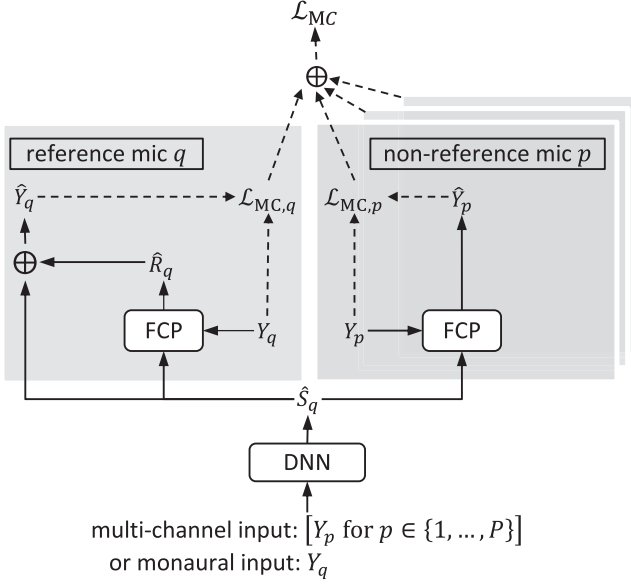 ℒ_MC
⊕
reference mic q
non-reference mic p
Ŷ_q
ℒ_MC,q
ℒ_MC,p
Ŷ_p
⊕
R̂_q
FCP
Y_q
Y_p
FCP
Ŝ_q
DNN
multi-channel input: [Y_p for p ∈ {1, … , P}]
or monaural input: Y_q